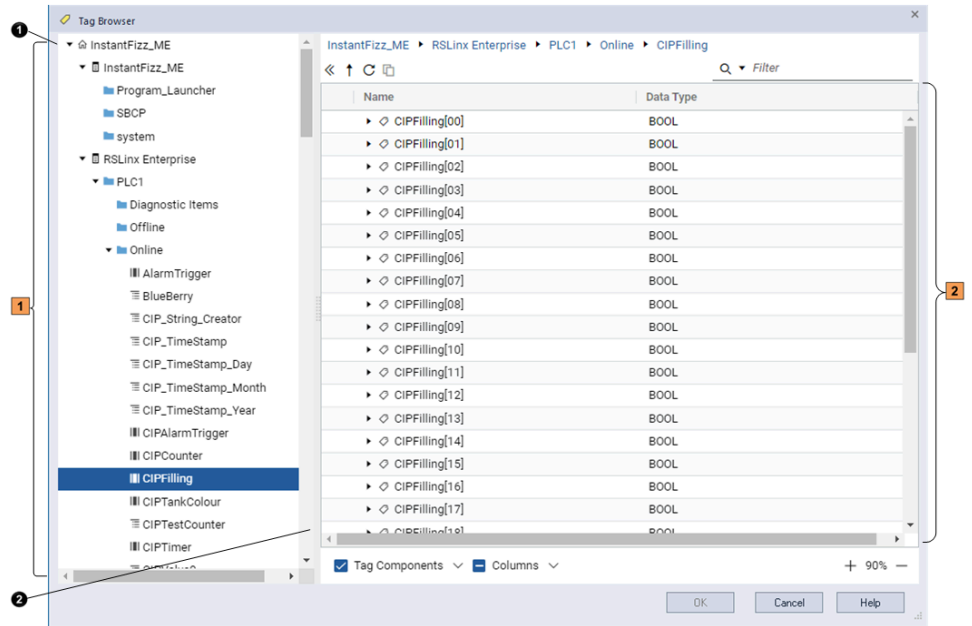 Tag Browser
1
InstantFizz_ME
InstantFizz_ME
Program_Launcher
SBCP
system
RSLinx Enterprise
PLC1
Diagnostic Items
Offline
Online
AlarmTrigger
BlueBerry
CIP_String_Creator
CIP_TimeStamp
CIP_TimeStamp_Day
CIP_TimeStamp_Month
CIP_TimeStamp_Year
CIPAlarmTrigger
CIPCounter
CIPFilling
CIPTankColour
CIPTestCounter
CIPTimer
1
2
InstantFizz_ME RSLinx Enterprise PLC1 Online CIPFilling
Filter
Name Data Type
CIPFilling[00] BOOL
CIPFilling[01] BOOL
CIPFilling[02] BOOL
CIPFilling[03] BOOL
CIPFilling[04] BOOL
CIPFilling[05] BOOL
CIPFilling[06] BOOL
CIPFilling[07] BOOL
CIPFilling[08] BOOL
CIPFilling[09] BOOL
CIPFilling[10] BOOL
CIPFilling[11] BOOL
CIPFilling[12] BOOL
CIPFilling[13] BOOL
CIPFilling[14] BOOL
CIPFilling[15] BOOL
CIPFilling[16] BOOL
CIPFilling[17] BOOL
CIPFilling[18] BOOL
2
Tag Components Columns 90%
OK Cancel Help